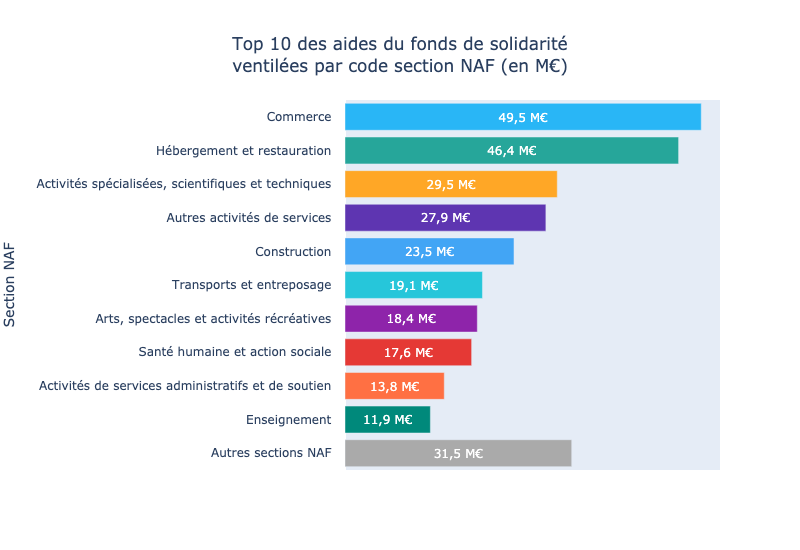 Top 10 des aides du fonds de solidarité
ventilées par code section NAF (en M€)
Section NAF
Commerce 49,5 M€
Hébergement et restauration 46,4 M€
Activités spécialisées, scientifiques et techniques 29,5 M€
Autres activités de services 27,9 M€
Construction 23,5 M€
Transports et entreposage 19,1 M€
Arts, spectacles et activités récréatives 18,4 M€
Santé humaine et action sociale 17,6 M€
Activités de services administratifs et de soutien 13,8 M€
Enseignement 11,9 M€
Autres sections NAF 31,5 M€